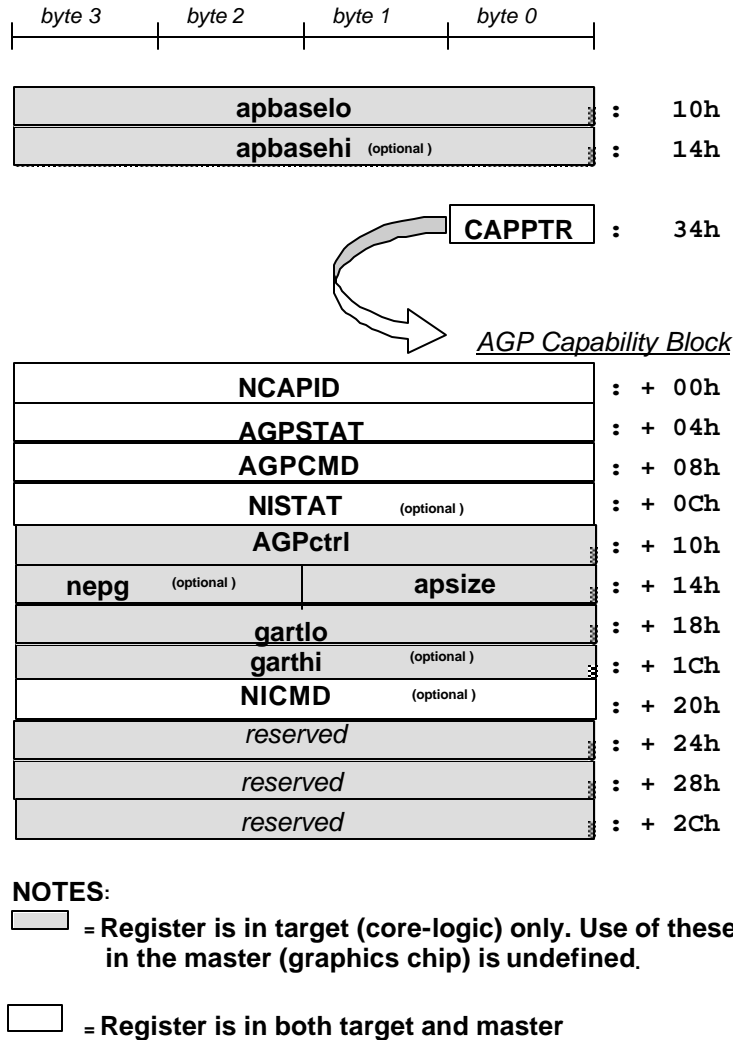 byte 3 byte 2 byte 1 byte 0
apbaselo : 10h
apbasehi (optional ) : 14h
CAPPTR : 34h
AGP Capability Block
NCAPID : + 00h
AGPSTAT : + 04h
AGPCMD : + 08h
NISTAT (optional ) : + 0Ch
AGPctrl : + 10h
nepg (optional ) apsize : + 14h
gartlo : + 18h
garthi (optional ) : + 1Ch
NICMD (optional ) : + 20h
reserved : + 24h
reserved : + 28h
reserved : + 2Ch
NOTES:
= Register is in target (core-logic) only. Use of these
in the master (graphics chip) is undefined.
= Register is in both target and master